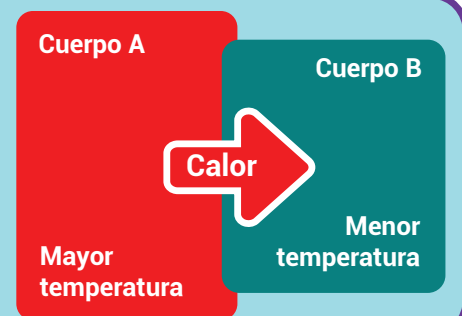 Cuerpo A
Cuerpo B
Calor
Mayor
temperatura
Menor
temperatura